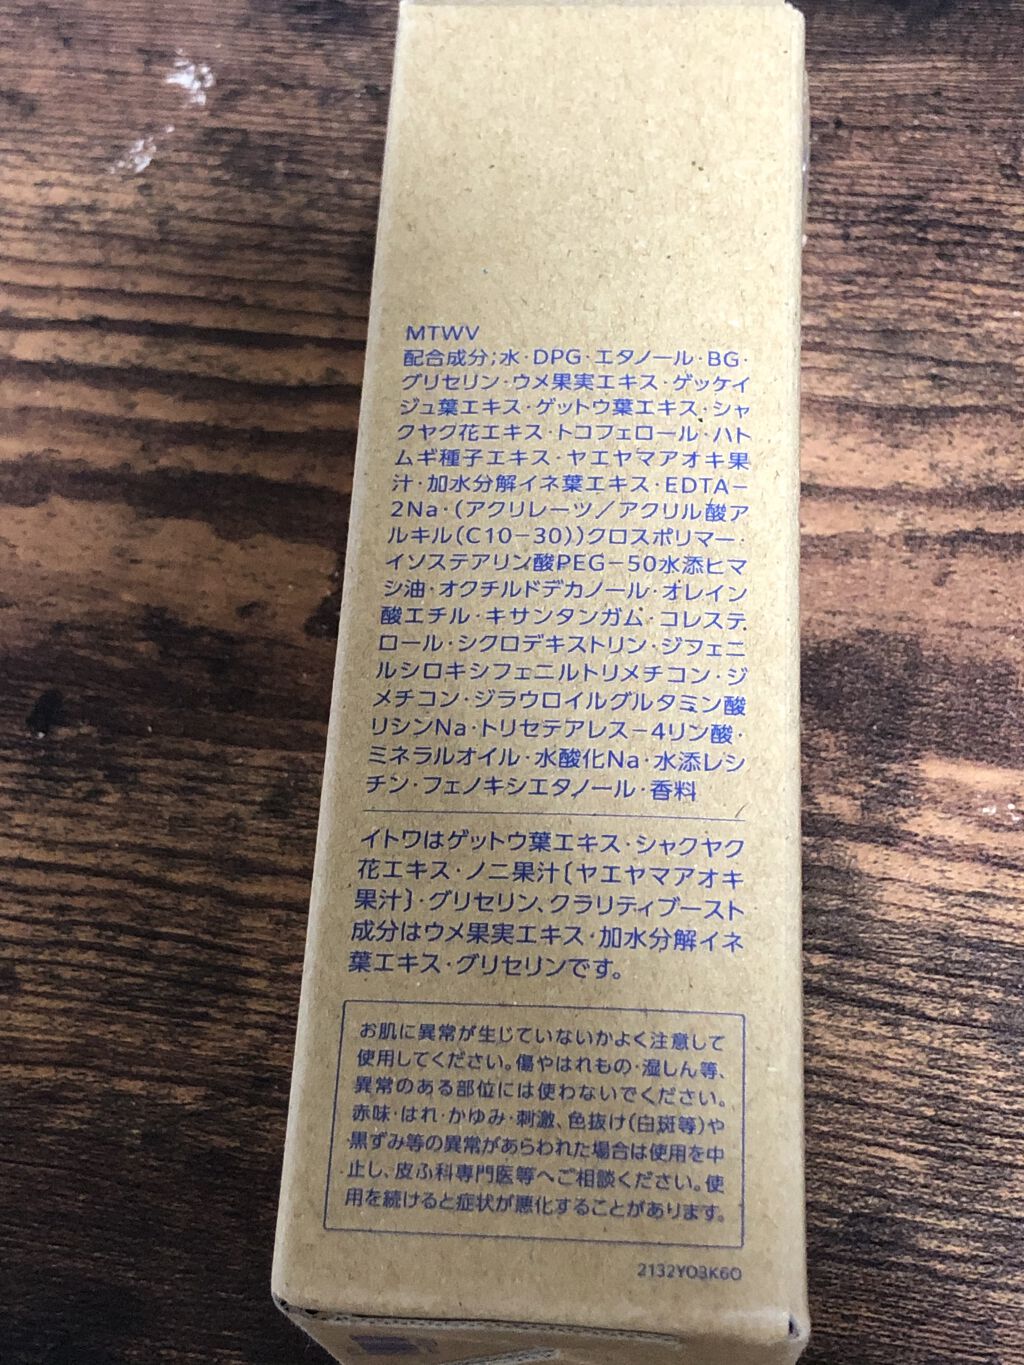 MTWV
配合成分;水・DPG・エタノール・BG・
グリセリン・ウメ果実エキス・ゲッケイ
ジュ葉エキス・ゲットウ葉エキス・シャ
クヤク花エキス・トコフェロール・ハト
ムギ種子エキス・ヤエヤマアオキ果
汁・加水分解イネ葉エキス・EDTA−
2Na・(アクリレーツ／アクリル酸ア
ルキル(C10−30))クロスポリマー・
イソステアリン酸PEG−50水添ヒマ
シ油・オクチルドデカノール・オレイン
酸エチル・キサンタンガム・コレステ
ロール・シクロデキストリン・ジフェニ
ルシロキシフェニルトリメチコン・ジ
メチコン・ジラウロイルグルタミン酸
リシンNa・トリセテアレス−4リン酸・
ミネラルオイル・水酸化Na・水添レシ
チン・フェノキシエタノール・香料
イトワはゲットウ葉エキス・シャクヤク
花エキス・ノニ果汁〔ヤエヤマアオキ
果汁〕・グリセリン、クラリティブースト
成分はウメ果実エキス・加水分解イネ
葉エキス・グリセリンです。
お肌に異常が生じていないかよく注意して
使用してください。傷やはれもの・湿しん等、
異常のある部位には使わないでください。
赤味・はれ・かゆみ・刺激、色抜け(白斑等)や
黒ずみ等の異常があらわれた場合は使用を中
止し、皮ふ科専門医等へご相談ください。使
用を続けると症状が悪化することがあります。
2132YO3K6O